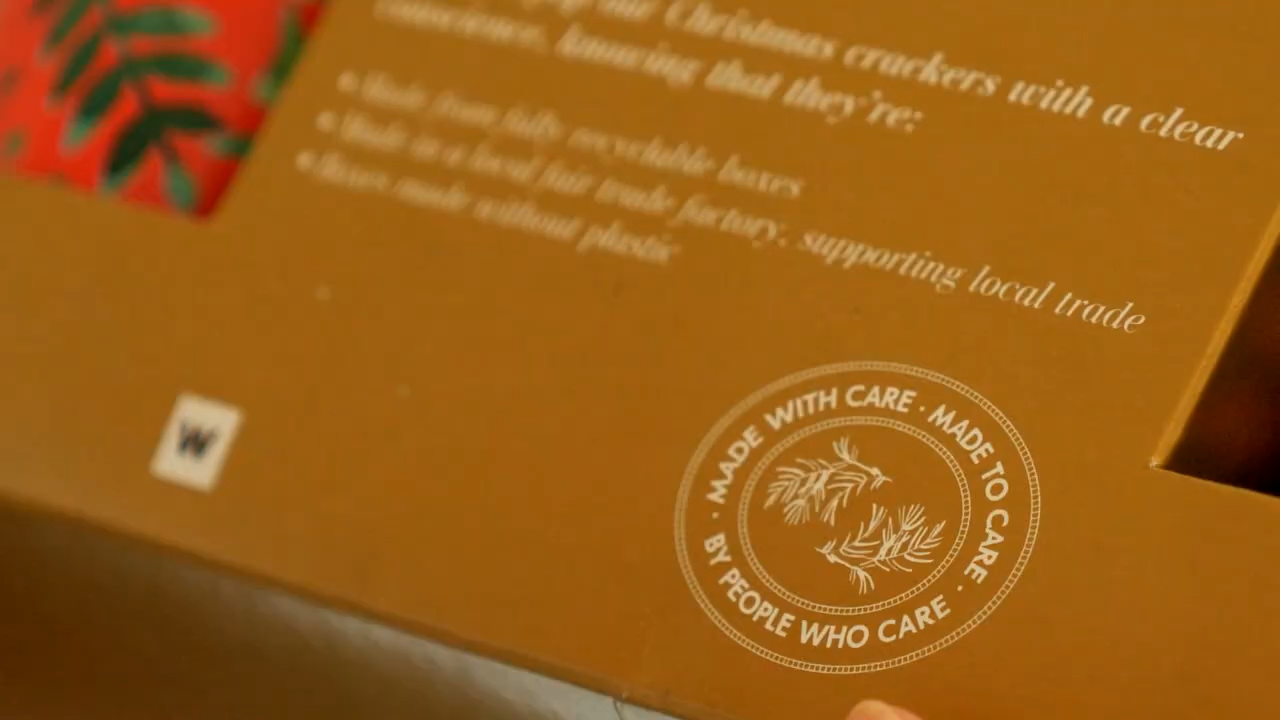 our Christmas crackers with a clear
conscience, knowing that they're:
• Made from fully recyclable boxes
• Made in a local fair trade factory, supporting local trade
• Boxes made without plastic
W
MADE WITH CARE · MADE TO CARE · BY PEOPLE WHO CARE ·